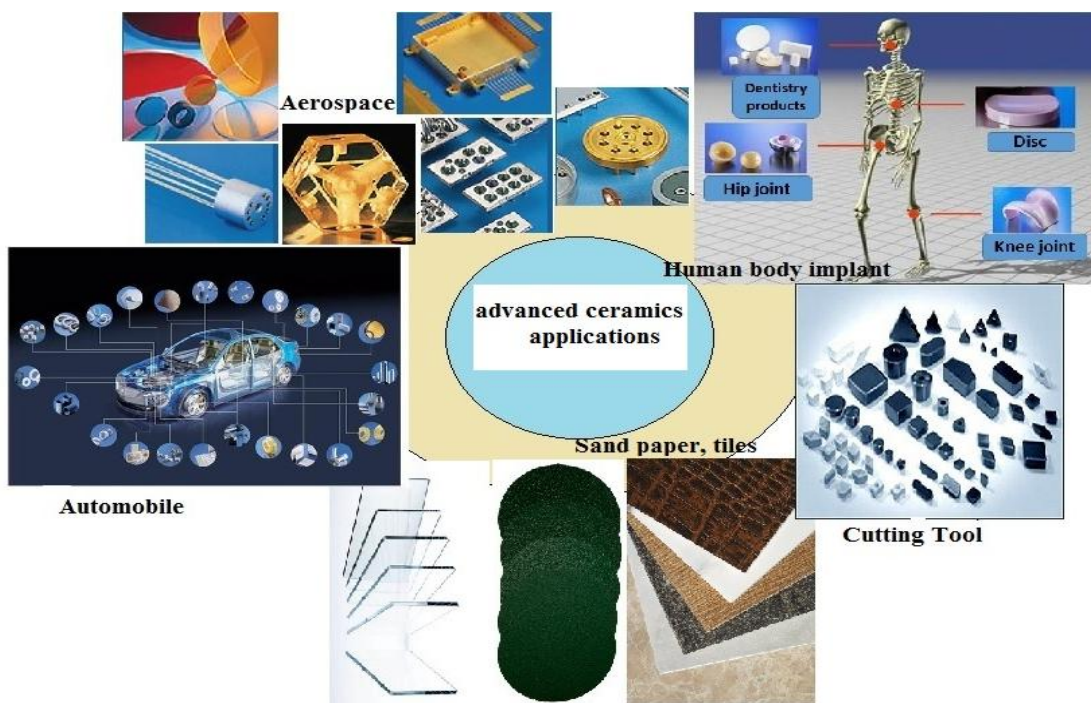 Aerospace
Dentistry
products
Disc
Hip joint
Knee joint
Human body implant
advanced ceramics
applications
Sand paper, tiles
Automobile
Cutting Tool